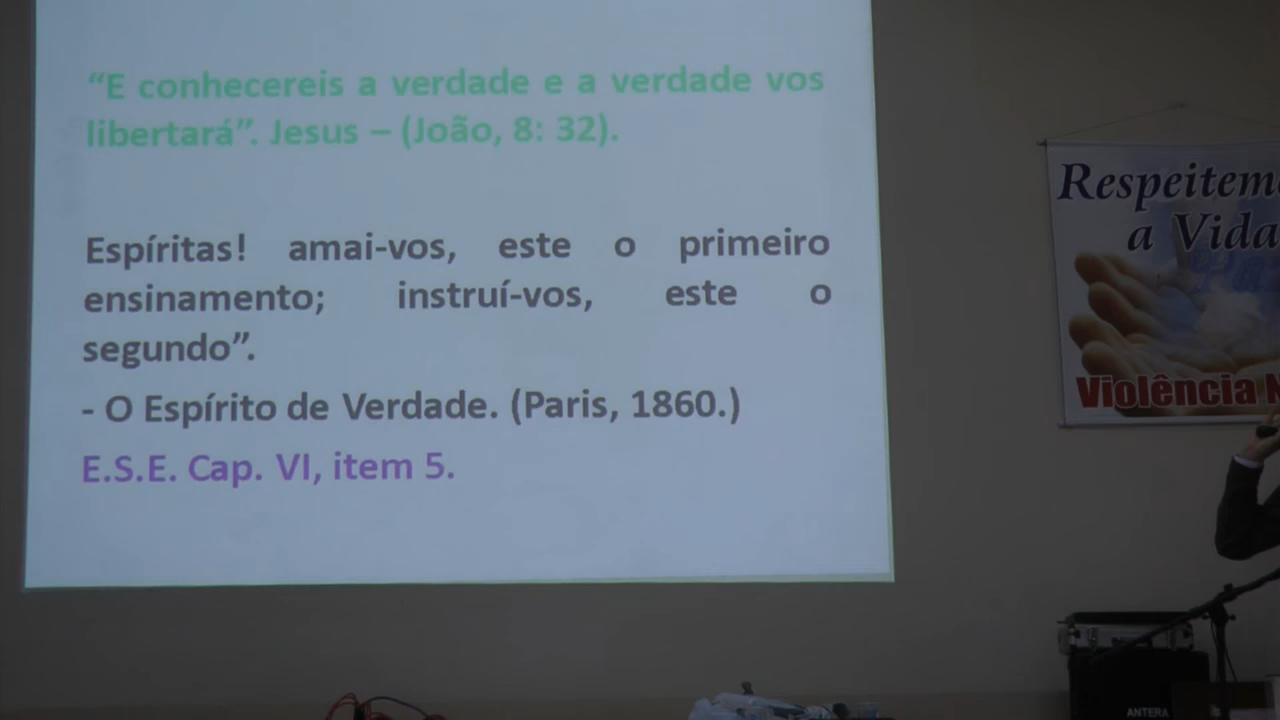 “E conhecereis a verdade e a verdade vos
libertará”. Jesus – (João, 8: 32).
Espíritas! amai-vos, este o primeiro
ensinamento; instruí-vos, este o
segundo”.
- O Espírito de Verdade. (Paris, 1860.)
E.S.E. Cap. VI, item 5.
Respeitem
a Vida
Violência
ANTERA